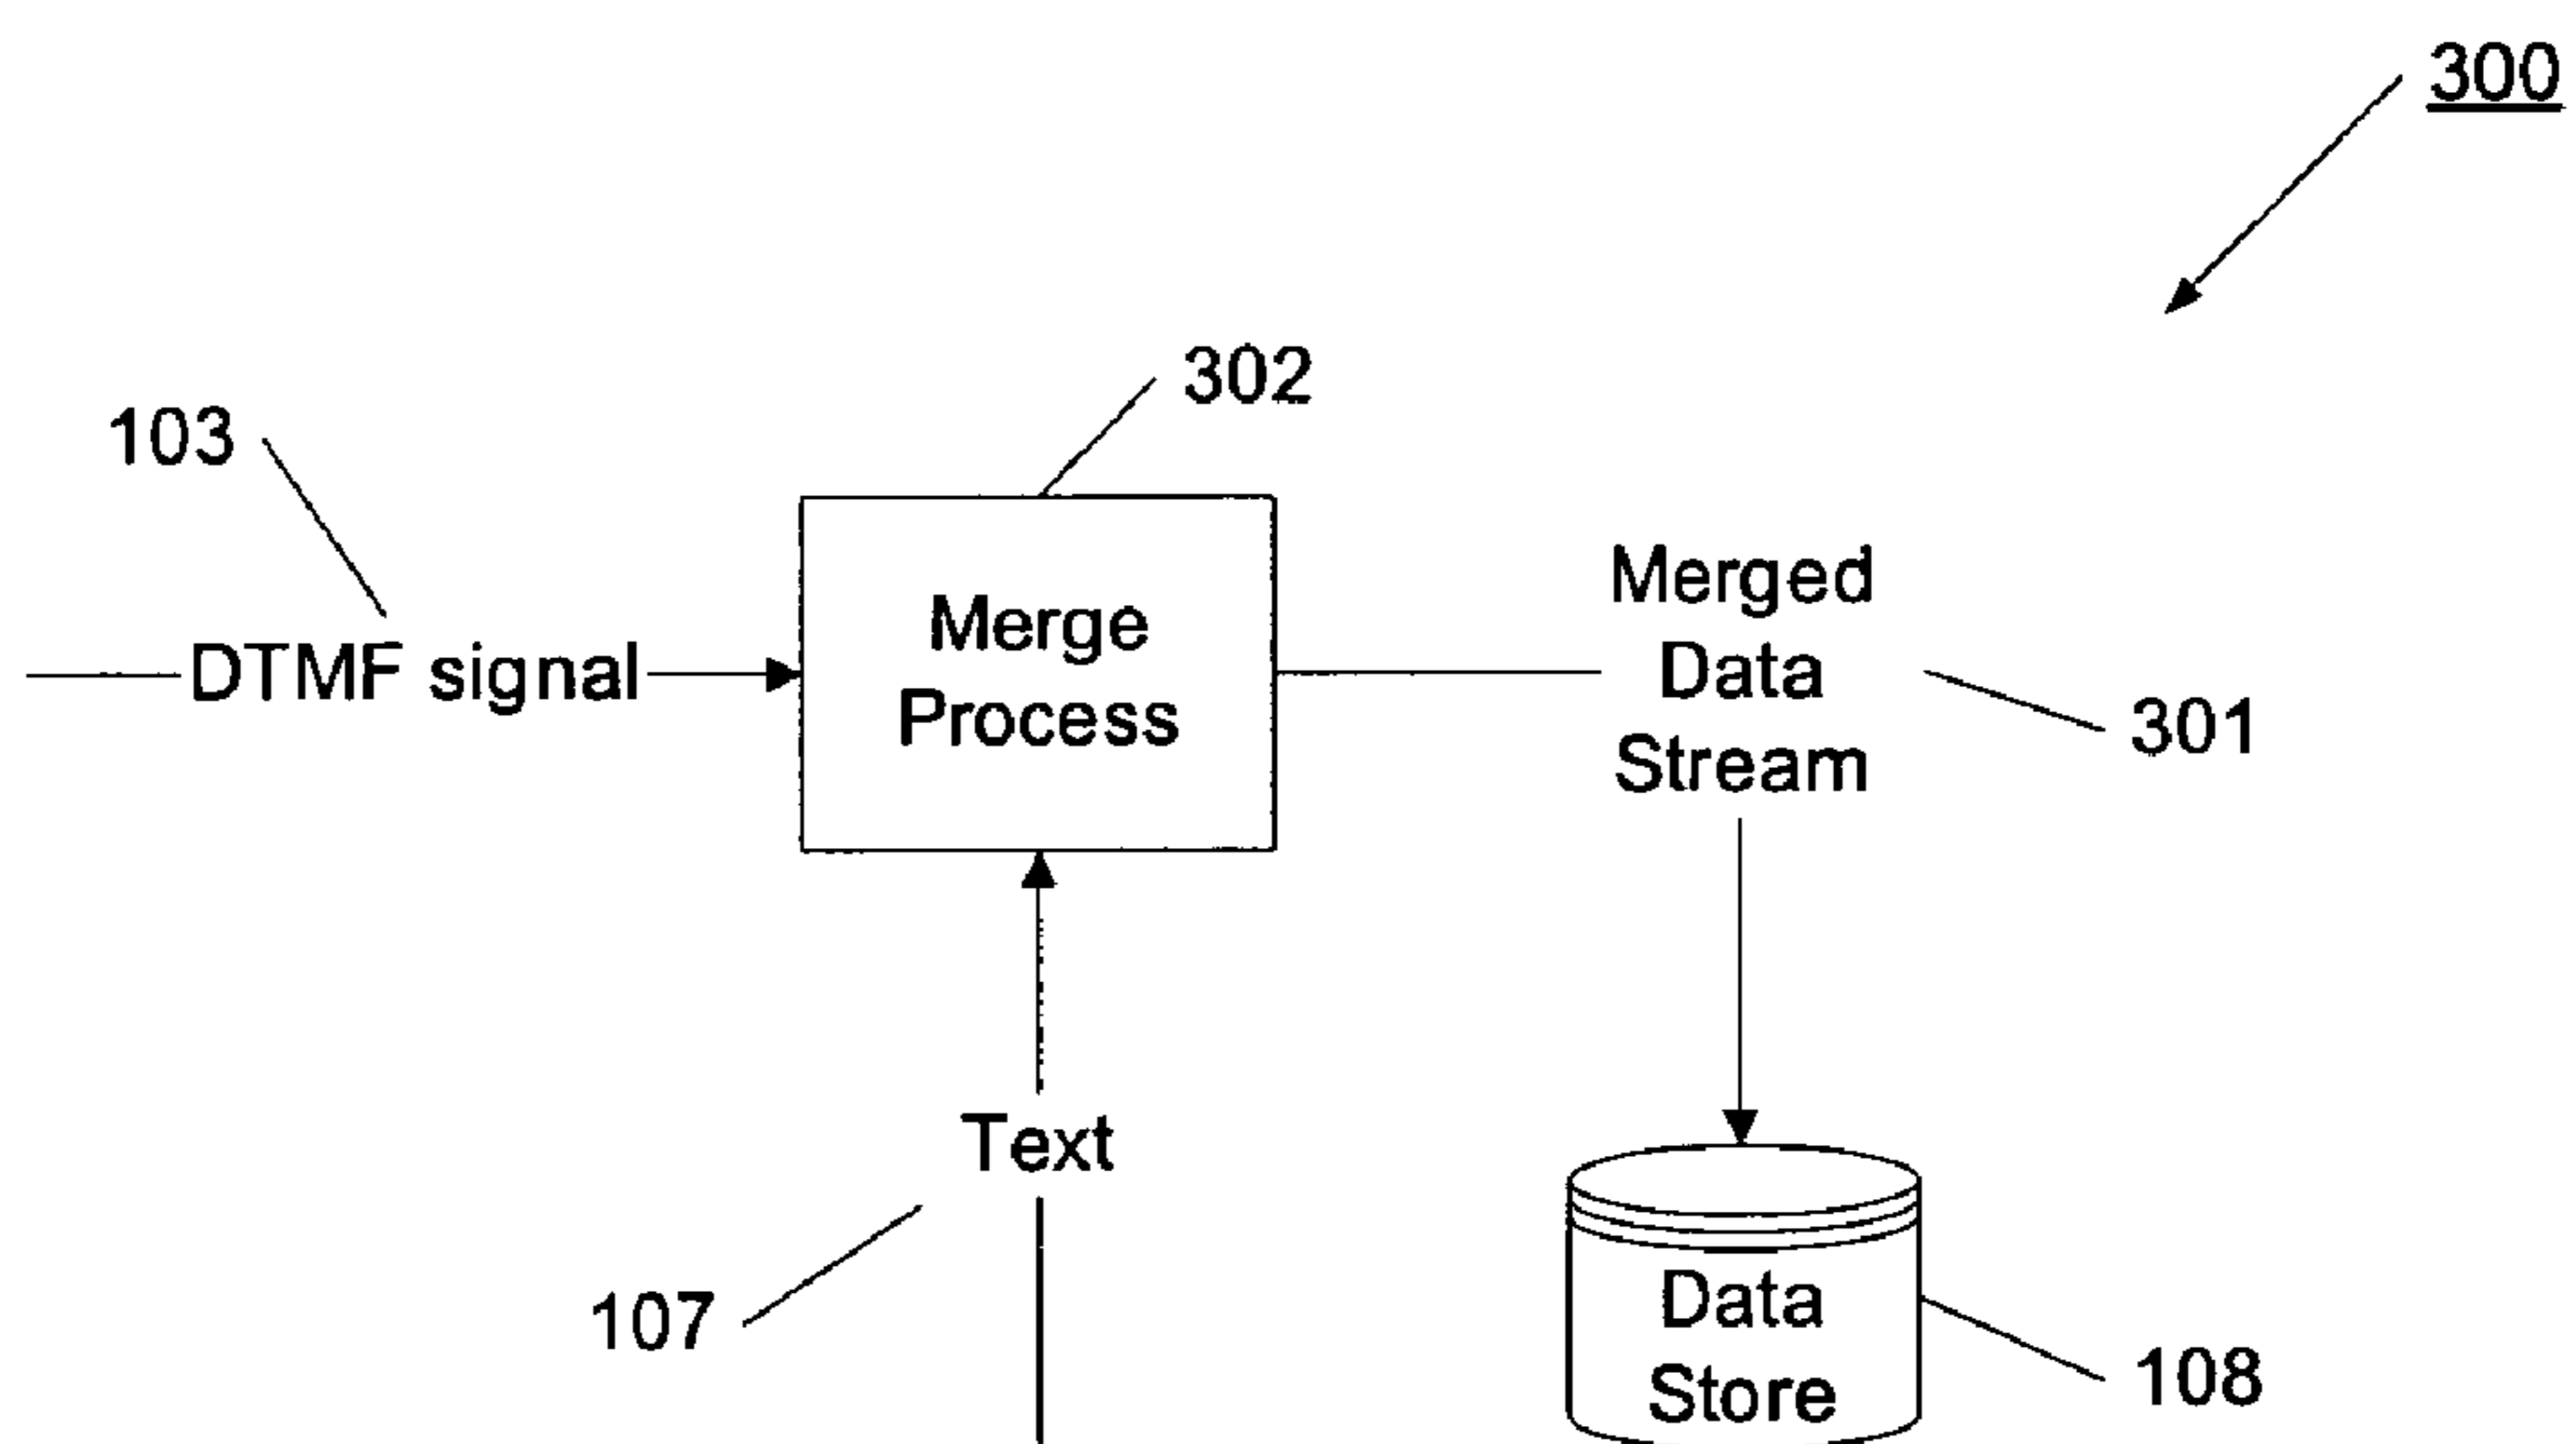 300
302
103
Merge
Process
DTMF signal
Merged
Data
Stream
301
Text
107
Data
Store
108